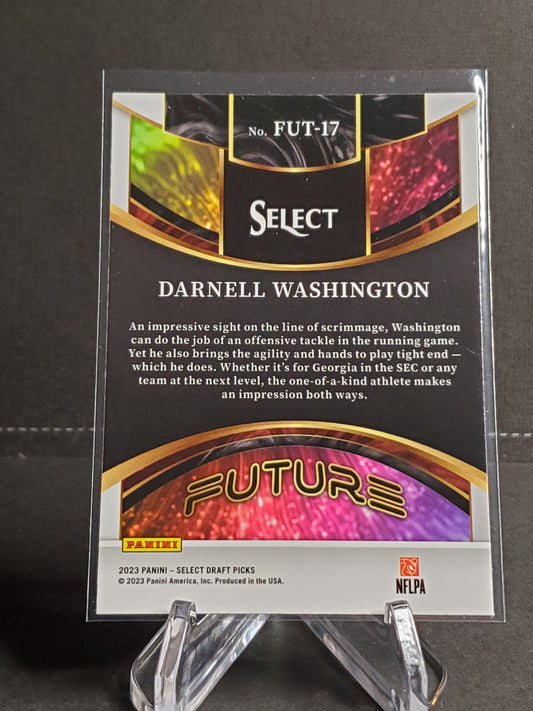 No. FUT-17
SELECT
DARNELL WASHINGTON
An impressive sight on the line of scrimmage, Washington
can do the job of an offensive tackle in the running game.
Yet he also brings the agility and hands to play tight end —
which he does. Whether it's for Georgia in the SEC or any
team at the next level, the one-of-a-kind athlete makes
an impression both ways.
FUTURE
PANINI
2023 PANINI – SELECT DRAFT PICKS
© 2023 Panini America, Inc. Produced in the USA.
NFLPA